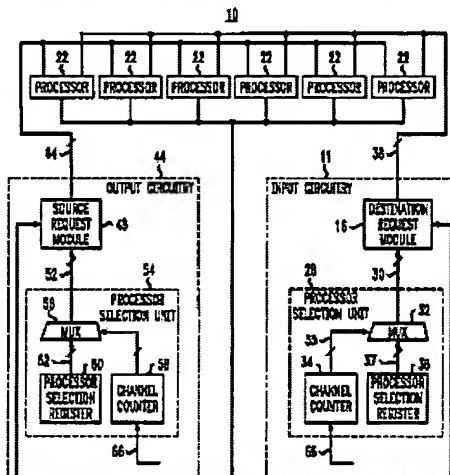 10
22 22 22 22 22 22
PROCESSOR PROCESSOR PROCESSOR PROCESSOR PROCESSOR PROCESSOR
64 44 11 38
OUTPUT CIRCUITRY INPUT CIRCUITRY
SOURCE REQUEST MODULE
48
DESTINATION REQUEST MODULE
16
52 54
PROCESSOR SELECTION UNIT
30 28
PROCESSOR SELECTION UNIT
MUX
MUX
32
62 60 58
PROCESSOR SELECTION REGISTER
CHANNEL COUNTER
33 34 37
CHANNEL COUNTER
PROCESSOR SELECTION REGISTER
66 66